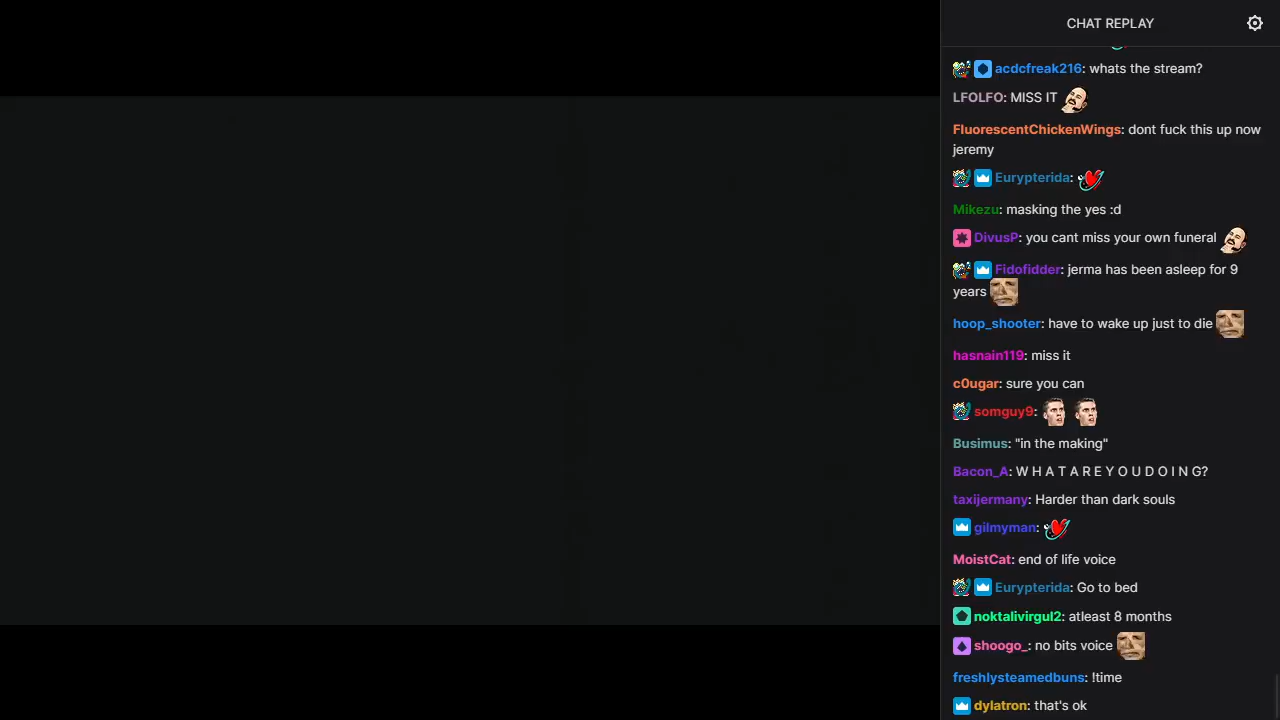 CHAT REPLAY
acdcfreak216: whats the stream?
LFOLFO: MISS IT
FluorescentChickenWings: dont fuck this up now
jeremy
Eurypterida:
Mikezu: masking the yes :d
DivusP: you cant miss your own funeral
Fidofidder: jerma has been asleep for 9
years
hoop_shooter: have to wake up just to die
hasnain119: miss it
c0ugar: sure you can
somguy9:
Busimus: "in the making"
Bacon_A: W H A T A R E Y O U D O I N G?
taxijermany: Harder than dark souls
gilmyman:
MoistCat: end of life voice
Eurypterida: Go to bed
noktalivirgul2: atleast 8 months
shoogo_: no bits voice
freshlysteamedbuns: !time
dylatron: that's ok